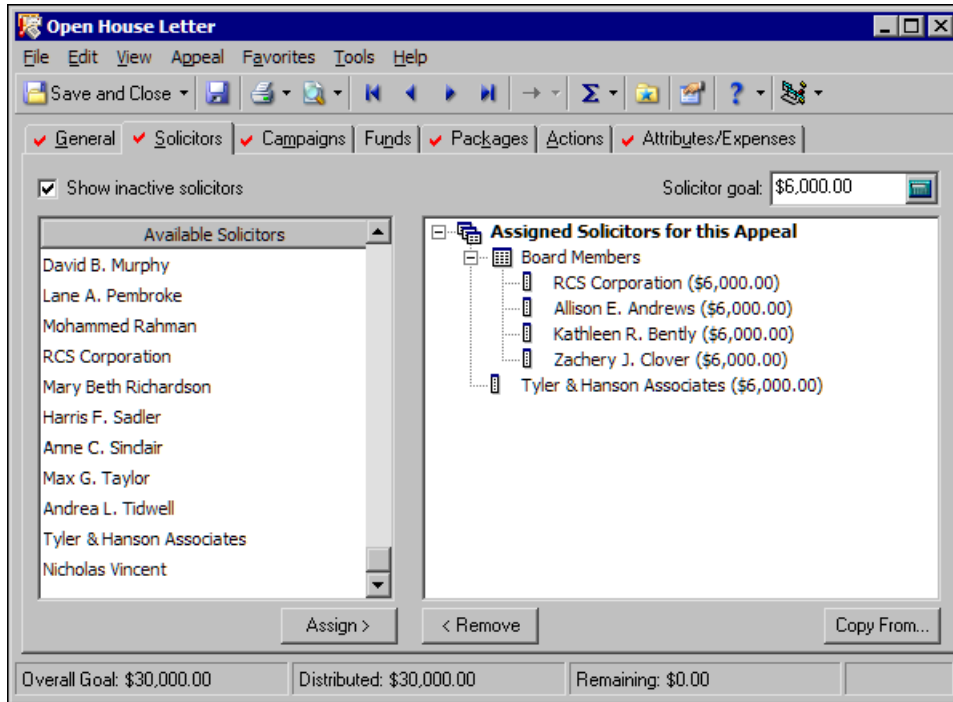 Open House Letter
File Edit View Appeal Favorites Tools Help
Save and Close
General Solicitors Campaigns Funds Packages Actions Attributes/Expenses
Show inactive solicitors
Solicitor goal: $6,000.00
Available Solicitors
David B. Murphy
Lane A. Pembroke
Mohammed Rahman
RCS Corporation
Mary Beth Richardson
Harris F. Sadler
Anne C. Sinclair
Max G. Taylor
Andrea L. Tidwell
Tyler & Hanson Associates
Nicholas Vincent
Assign >
Assigned Solicitors for this Appeal
Board Members
RCS Corporation ($6,000.00)
Allison E. Andrews ($6,000.00)
Kathleen R. Bently ($6,000.00)
Zachery J. Clover ($6,000.00)
Tyler & Hanson Associates ($6,000.00)
< Remove
Copy From...
Overall Goal: $30,000.00
Distributed: $30,000.00
Remaining: $0.00